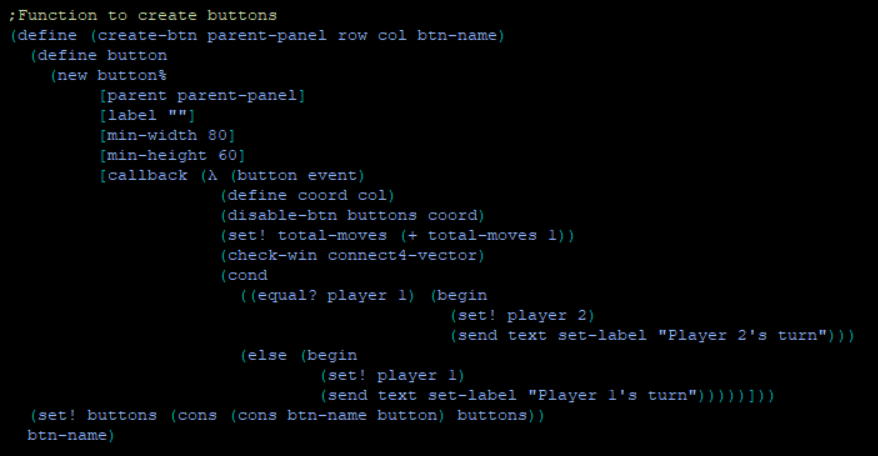 ;Function to create buttons
(define (create-btn parent-panel row col btn-name)
  (define button
    (new button%
         [parent parent-panel]
         [label ""]
         [min-width 80]
         [min-height 60]
         [callback (λ (button event)
                     (define coord col)
                     (disable-btn buttons coord)
                     (set! total-moves (+ total-moves 1))
                     (check-win connect4-vector)
                     (cond
                       ((equal? player 1) (begin
                                            (set! player 2)
                                            (send text set-label "Player 2's turn")))
                       (else (begin
                               (set! player 1)
                               (send text set-label "Player 1's turn")))))]))
  (set! buttons (cons (cons btn-name button) buttons))
  btn-name)